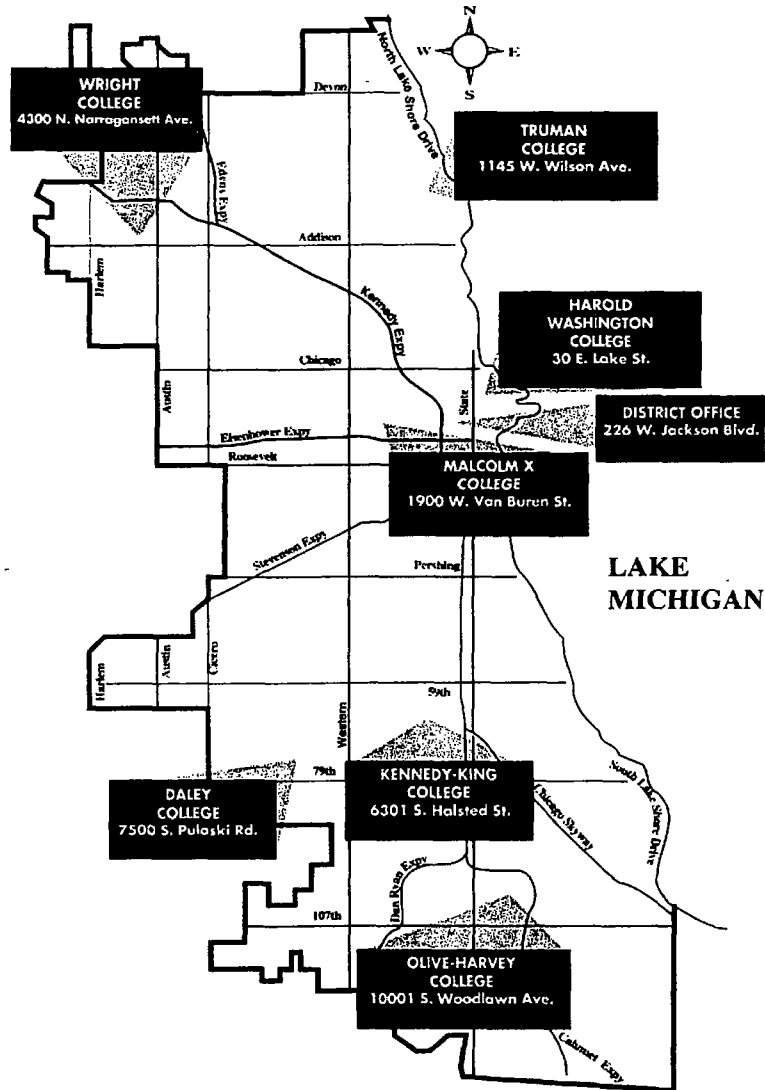 N
W
E
S
North Lake Shore Drive
Devon
WRIGHT
COLLEGE
4300 N. Narragansett Ave.
TRUMAN
COLLEGE
1145 W. Wilson Ave.
Edens Expy
Addison
Harlem
Kennedy Expy
HAROLD
WASHINGTON
COLLEGE
30 E. Lake St.
Chicago
Austin
State
DISTRICT OFFICE
226 W. Jackson Blvd.
Eisenhower Expy
Roosevelt
MALCOLM X
COLLEGE
1900 W. Van Buren St.
Stevenson Expy
Pershing
LAKE
MICHIGAN
Harlem
Austin
Cicero
59th
Western
79th
DALEY
COLLEGE
7500 S. Pulaski Rd.
KENNEDY-KING
COLLEGE
6301 S. Halsted St.
Chicago Skyway
South Lake Shore Drive
Dan Ryan Expy
107th
OLIVE-HARVEY
COLLEGE
10001 S. Woodlawn Ave.
Calumet Expy